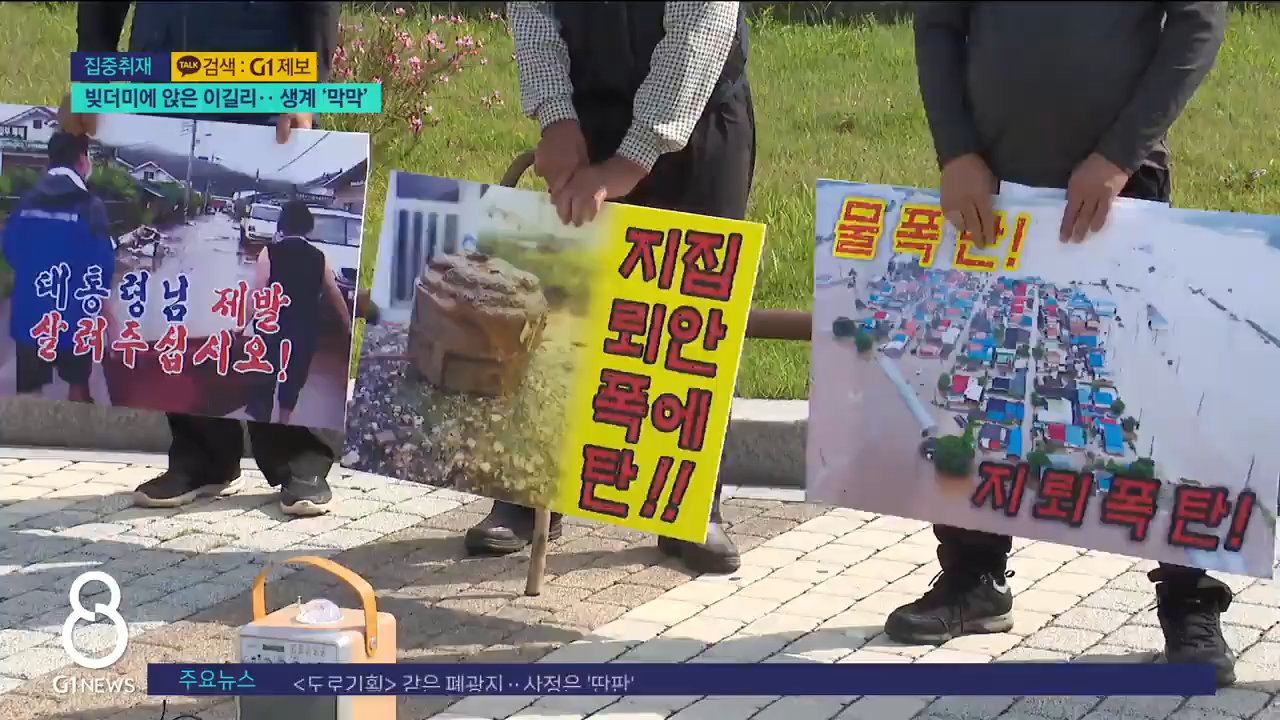 집중취재
TALK 검색 : G1 제보
빚더미에 앉은 이길리‥ 생계 '막막'
대통령님 제발
살려주십시오!
집안에
지뢰폭탄!!
물폭탄!
지뢰폭탄!
8
G1NEWS
주요뉴스 <도로기획> 같은 폐광지‥사정은 '딴판'